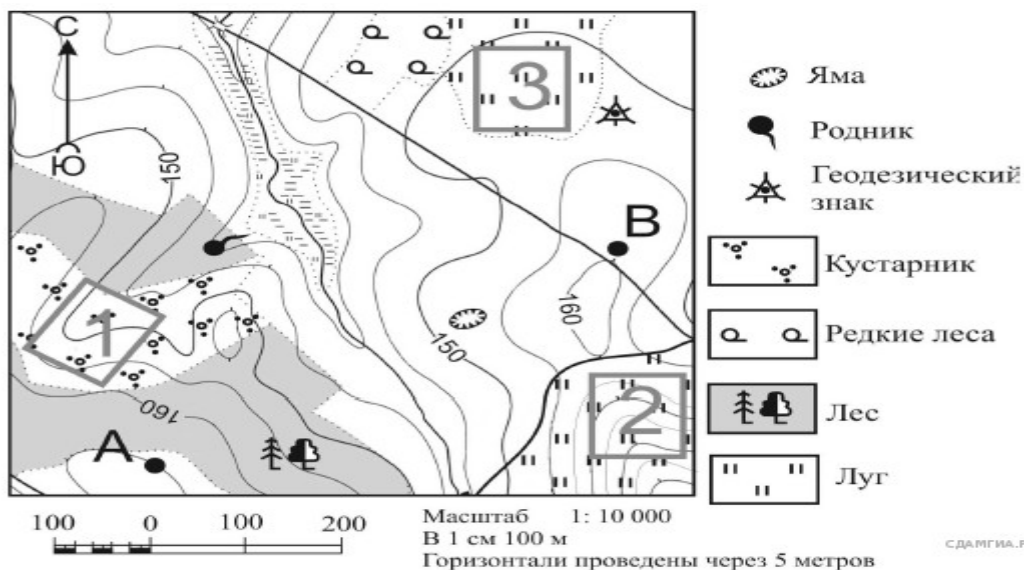 С
Ю
150
3
В
1
150
160
160
2
А
Яма
Родник
Геодезический
знак
Кустарник
Редкие леса
Лес
Луг
100 0 100 200
Масштаб 1: 10 000
В 1 см 100 м
Горизонтали проведены через 5 метров